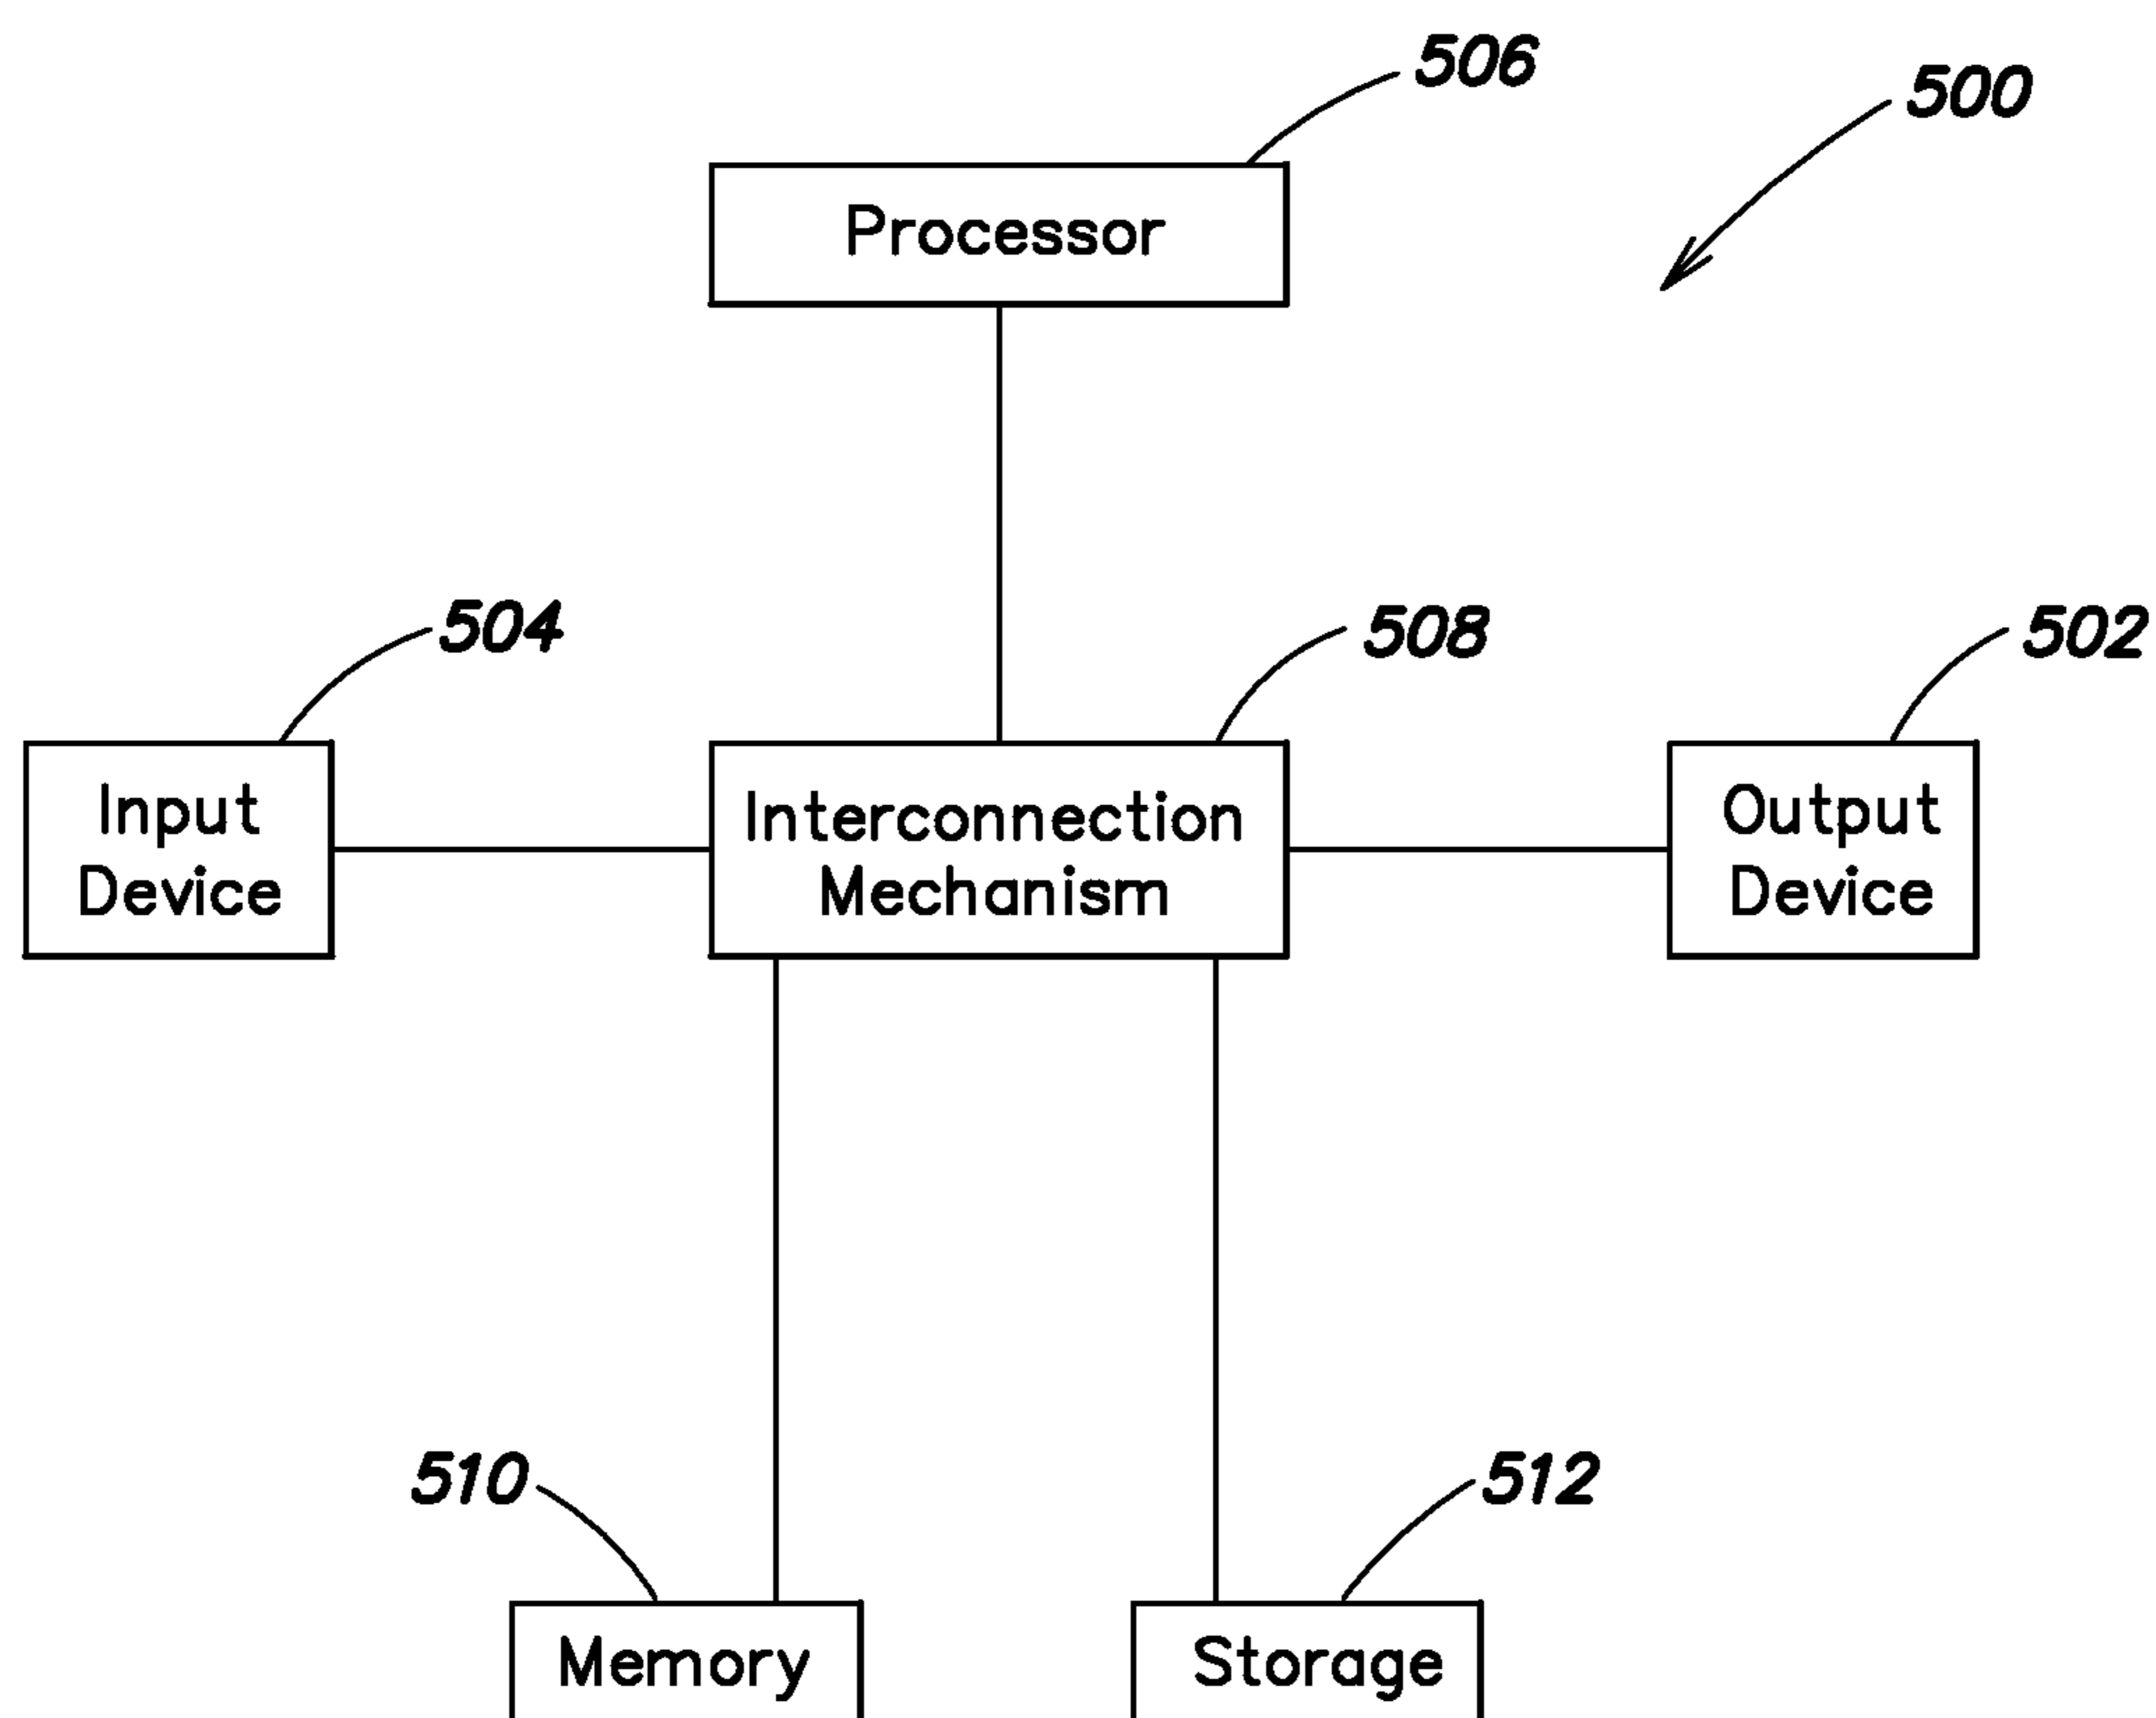 506
500
Processor
504
508
502
Input
Device
Interconnection
Mechanism
Output
Device
510
512
Memory
Storage